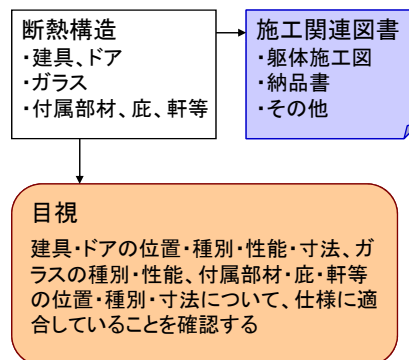 断熱構造
・建具、ドア
・ガラス
・付属部材、庇、軒等
施工関連図書
・躯体施工図
・納品書
・その他
目視
建具・ドアの位置・種別・性能・寸法、ガ
ラスの種別・性能、付属部材・庇・軒等
の位置・種別・寸法について、仕様に適
合していることを確認する